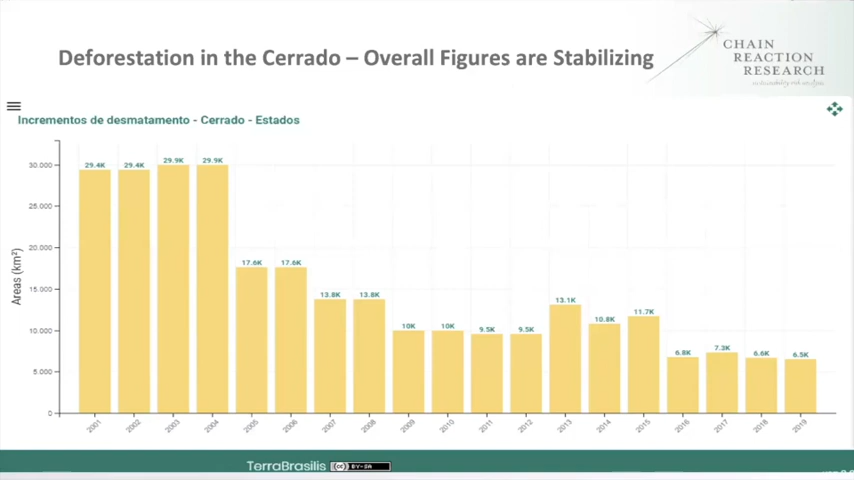 Deforestation in the Cerrado – Overall Figures are Stabilizing
CHAIN
REACTION
RESEARCH
sustainability risk analysis
Incrementos de desmatamento - Cerrado - Estados
Areas (km²)
30.000
25.000
20.000
15.000
10.000
5.000
0
29.4K 29.4K 29.9K 29.9K 17.6K 17.6K 13.8K 13.8K 10K 10K 9.5K 9.5K 13.1K 10.8K 11.7K 6.8K 7.3K 6.6K 6.5K
2001 2002 2003 2004 2005 2006 2007 2008 2009 2010 2011 2012 2013 2014 2015 2016 2017 2018 2019
TerraBrasilis (cc) BY-SA